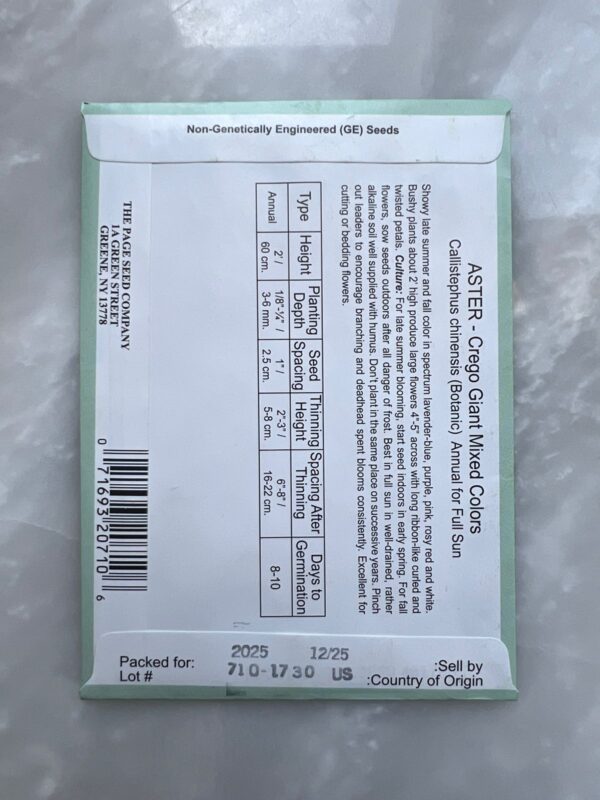 Non-Genetically Engineered (GE) Seeds
ASTER - Crego Giant Mixed Colors
Callistephus chinensis (Botanic) Annual for Full Sun
Showy late summer and fall color in spectrum lavender-blue, purple, pink, rosy red and white.
Bushy plants about 2' high produce large flowers 4"-5" across with long ribbon-like curled and
twisted petals. Culture: For late summer blooming, start seed indoors in early spring. For fall
flowers, sow seeds outdoors after all danger of frost. Best in full sun in well-drained, rather
alkaline soil well supplied with humus. Don't plant in the same place on successive years. Pinch
out leaders to encourage branching and deadhead spent blooms consistently. Excellent for
cutting or bedding flowers.
Type Height Planting Depth Seed Spacing Thinning Height Spacing After Thinning Days to Germination
Annual 2'/ 60 cm. 1/8"-¼"/ 3-6 mm. 1"/ 2.5 cm. 2"-3"/ 5-8 cm. 6"-8"/ 16-22 cm. 8-10
THE PAGE SEED COMPANY
1A GREEN STREET
GREENE, NY 13778
0 71693 20710 6
Packed for: 2025 12/25 :Sell by
Lot # 710-1730 US :Country of Origin